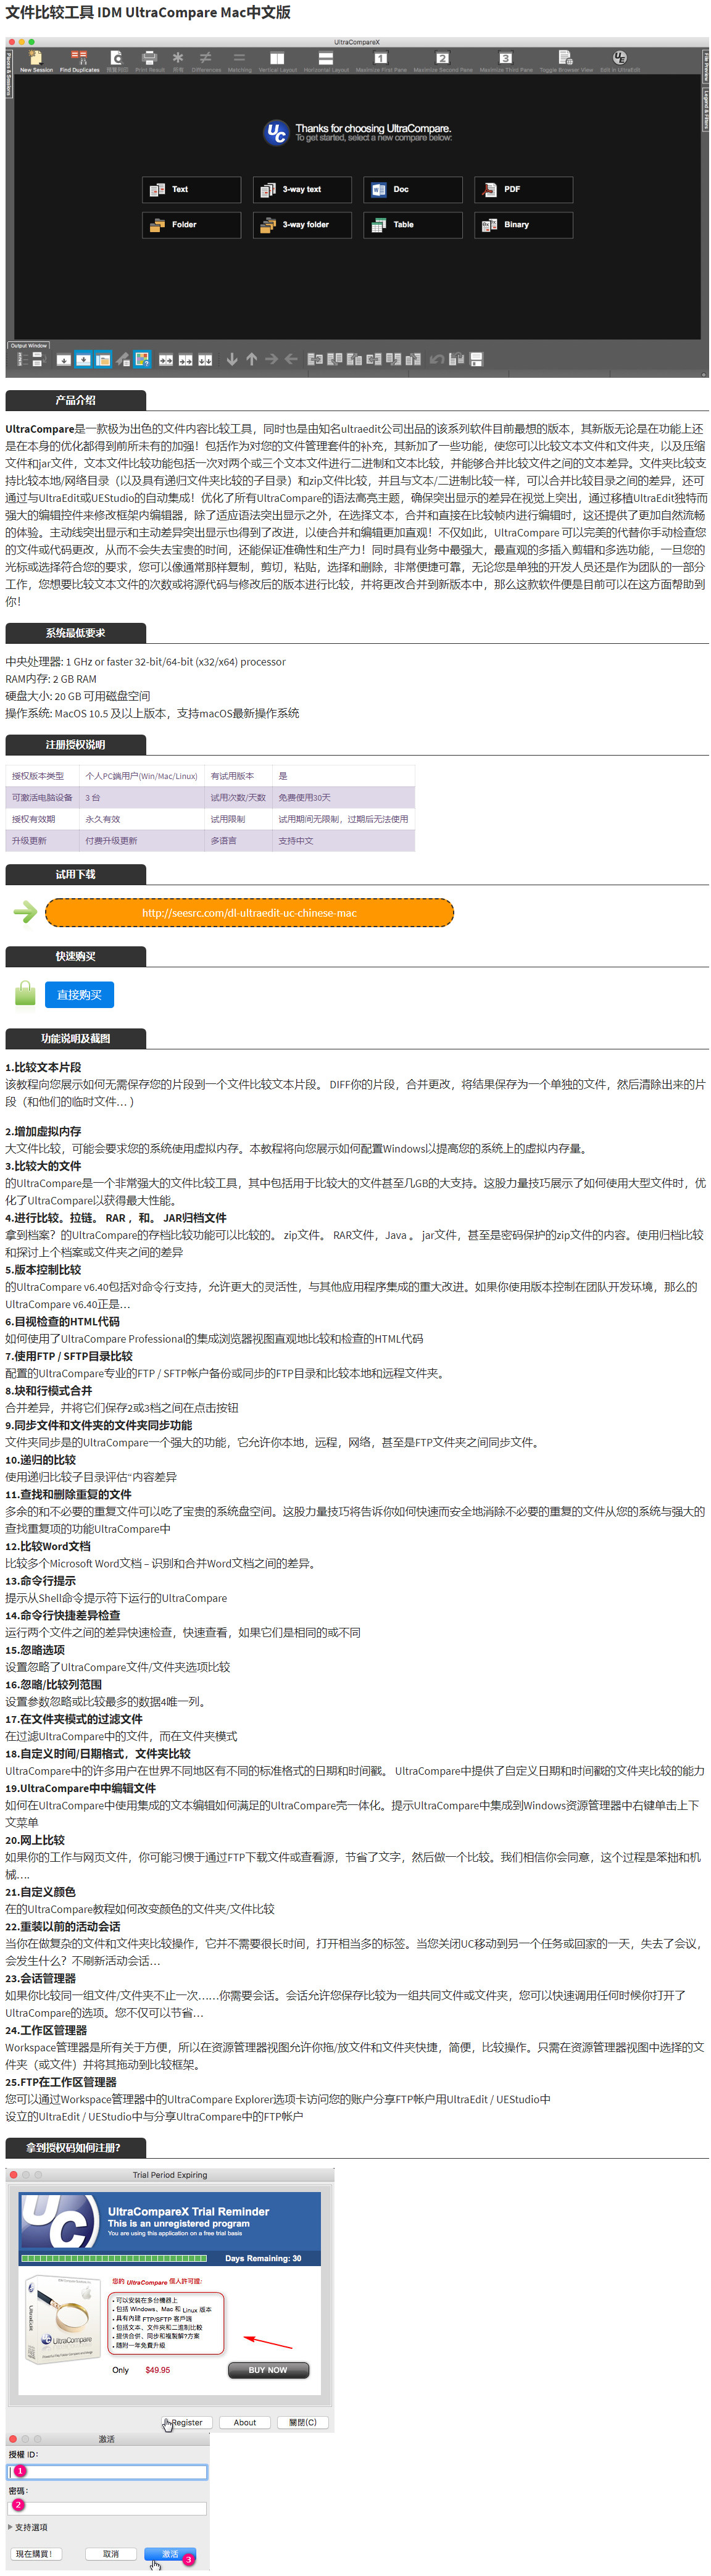 文件比较工具 IDM UltraCompare Mac中文版
UltraCompareX
New Session Find Duplicates Print Result Differences Matching Vertical Layout Horizontal Layout Maximize First Pane Maximize Second Pane Maximize Third Pane Toggle Browser View Edit in UltraEdit
Thanks for choosing UltraCompare.
To get started, select a new compare below:
Text 3-way text Doc PDF
Folder 3-way folder Table Binary
Output Window
产品介绍
UltraCompare是一款极为出色的文件内容比较工具，同时也是由知名ultraedit公司出品的该系列软件目前最想的版本，其新版无论是在功能上还
是在本身的优化都得到前所未有的加强！包括作为对您的文件管理套件的补充，其新加了一些功能，使您可以比较文本文件和文件夹，以及压缩
文件和jar文件，文本文件比较功能包括一次对两个或三个文本文件进行二进制和文本比较，并能够合并比较文件之间的文本差异。文件夹比较支
持比较本地/网络目录（以及具有递归文件夹比较的子目录）和zip文件比较，并且与文本/二进制比较一样，可以合并比较目录之间的差异，还可
通过与UltraEdit或UEStudio的自动集成！优化了所有UltraCompare的语法高亮主题，确保突出显示的差异在视觉上突出，通过移植UltraEdit独特而
强大的编辑控件来修改框架内编辑器，除了适应语法突出显示之外，在选择文本，合并和直接在比较帧内进行编辑时，这还提供了更加自然流畅
的体验。主动线突出显示和主动差异突出显示也得到了改进，以使合并和编辑更加直观！不仅如此，UltraCompare 可以完美的代替你手动检查您
的文件或代码更改，从而不会失去宝贵的时间，还能保证准确性和生产力！同时具有业务中最强大，最直观的多插入剪辑和多选功能，一旦您的
光标或选择符合您的要求，您可以像通常那样复制，剪切，粘贴，选择和删除，非常便捷可靠，无论您是单独的开发人员还是作为团队的一部分
工作，您想要比较文本文件的次数或将源代码与修改后的版本进行比较，并将更改合并到新版本中，那么这款软件便是目前可以在这方面帮助到
你！
系统最低要求
中央处理器: 1 GHz or faster 32-bit/64-bit (x32/x64) processor
RAM内存: 2 GB RAM
硬盘大小: 20 GB 可用磁盘空间
操作系统: MacOS 10.5 及以上版本，支持macOS最新操作系统
注册授权说明
授权版本类型 个人PC端用户(Win/Mac/Linux) 有试用版本 是
可激活电脑设备 3 台 试用次数/天数 免费使用30天
授权有效期 永久有效 试用限制 试用期间无限制，过期后无法使用
升级更新 付费升级更新 多语言 支持中文
试用下载
http://seesrc.com/dl-ultraedit-uc-chinese-mac
快速购买
直接购买
功能说明及截图
1.比较文本片段
该教程向您展示如何无需保存您的片段到一个文件比较文本片段。 DIFF你的片段，合并更改，将结果保存为一个单独的文件，然后清除出来的片
段（和他们的临时文件…）
2.增加虚拟内存
大文件比较，可能会要求您的系统使用虚拟内存。本教程将向您展示如何配置Windows以提高您的系统上的虚拟内存量。
3.比较大的文件
的UltraCompare是一个非常强大的文件比较工具，其中包括用于比较大的文件甚至几GB的大支持。这股力量技巧展示了如何使用大型文件时，优
化了UltraCompare以获得最大性能。
4.进行比较。拉链。 RAR ，和。 JAR归档文件
拿到档案？的UltraCompare的存档比较功能可以比较的。 zip文件。 RAR文件，Java 。 jar文件，甚至是密码保护的zip文件的内容。使用归档比较
和探讨上个档案或文件夹之间的差异
5.版本控制比较
的UltraCompare v6.40包括对命令行支持，允许更大的灵活性，与其他应用程序集成的重大改进。如果你使用版本控制在团队开发环境，那么的
UltraCompare v6.40正是…
6.目视检查的HTML代码
如何使用了UltraCompare Professional的集成浏览器视图直观地比较和检查的HTML代码
7.使用FTP / SFTP目录比较
配置的UltraCompare专业的FTP / SFTP帐户备份或同步的FTP目录和比较本地和远程文件夹。
8.块和行模式合并
合并差异，并将它们保存2或3档之间在点击按钮
9.同步文件和文件夹的文件夹同步功能
文件夹同步是的UltraCompare一个强大的功能，它允许你本地，远程，网络，甚至是FTP文件夹之间同步文件。
10.递归的比较
使用递归比较子目录评估“内容差异
11.查找和删除重复的文件
多余的和不必要的重复文件可以吃了宝贵的系统盘空间。这股力量技巧将告诉你如何快速而安全地消除不必要的重复的文件从您的系统与强大的
查找重复项的功能UltraCompare中
12.比较Word文档
比较多个Microsoft Word文档 – 识别和合并Word文档之间的差异。
13.命令行提示
提示从Shell命令提示符下运行的UltraCompare
14.命令行快捷差异检查
运行两个文件之间的差异快速检查，快速查看，如果它们是相同的或不同
15.忽略选项
设置忽略了UltraCompare文件/文件夹选项比较
16.忽略/比较列范围
设置参数忽略或比较最多的数据4唯一列。
17.在文件夹模式的过滤文件
在过滤UltraCompare中的文件，而在文件夹模式
18.自定义时间/日期格式，文件夹比较
UltraCompare中的许多用户在世界不同地区有不同的标准格式的日期和时间戳。 UltraCompare中提供了自定义日期和时间戳的文件夹比较的能力
19.UltraCompare中中编辑文件
如何在UltraCompare中使用集成的文本编辑如何满足的UltraCompare壳一体化。提示UltraCompare中集成到Windows资源管理器中右键单击上下
文菜单
20.网上比较
如果你的工作与网页文件，你可能习惯于通过FTP下载文件或查看源，节省了文字，然后做一个比较。我们相信你会同意，这个过程是笨拙和机
械….
21.自定义颜色
在的UltraCompare教程如何改变颜色的文件夹/文件比较
22.重装以前的活动会话
当你在做复杂的文件和文件夹比较操作，它并不需要很长时间，打开相当多的标签。当您关闭UC移动到另一个任务或回家的一天，失去了会议，
会发生什么？不刷新活动会话…
23.会话管理器
如果你比较同一组文件/文件夹不止一次……你需要会话。会话允许您保存比较为一组共同文件或文件夹，您可以快速调用任何时候你打开了
UltraCompare的选项。您不仅可以节省…
24.工作区管理器
Workspace管理器是所有关于方便，所以在资源管理器视图允许你拖/放文件和文件夹快捷，简便，比较操作。只需在资源管理器视图中选择的文
件夹（或文件）并将其拖动到比较框架。
25.FTP在工作区管理器
您可以通过Workspace管理器中的UltraCompare Explorer选项卡访问您的账户分享FTP帐户用UltraEdit / UEStudio中
设立的UltraEdit / UEStudio中与分享UltraCompare中的FTP帐户
拿到授权码如何注册?
Trial Period Expiring
UltraCompareX Trial Reminder
This is an unregistered program
You are using this application on a free trial basis
Days Remaining: 30
您的 UltraCompare 個人許可證:
• 可以安裝在多台機器上
• 包括 Windows、Mac 和 Linux 版本
• 具有內建 FTP/SFTP 客戶端
• 包括文本、文件夾和二進制比較
• 提供合併、同步和複製解?方案
• 隨附一年免費升級
UltraCompare
Only $49.95 BUY NOW
Register About 關閉(C)
激活
授權 ID:
1
密碼:
2
支持選項
現在購買! 取消 激活 3